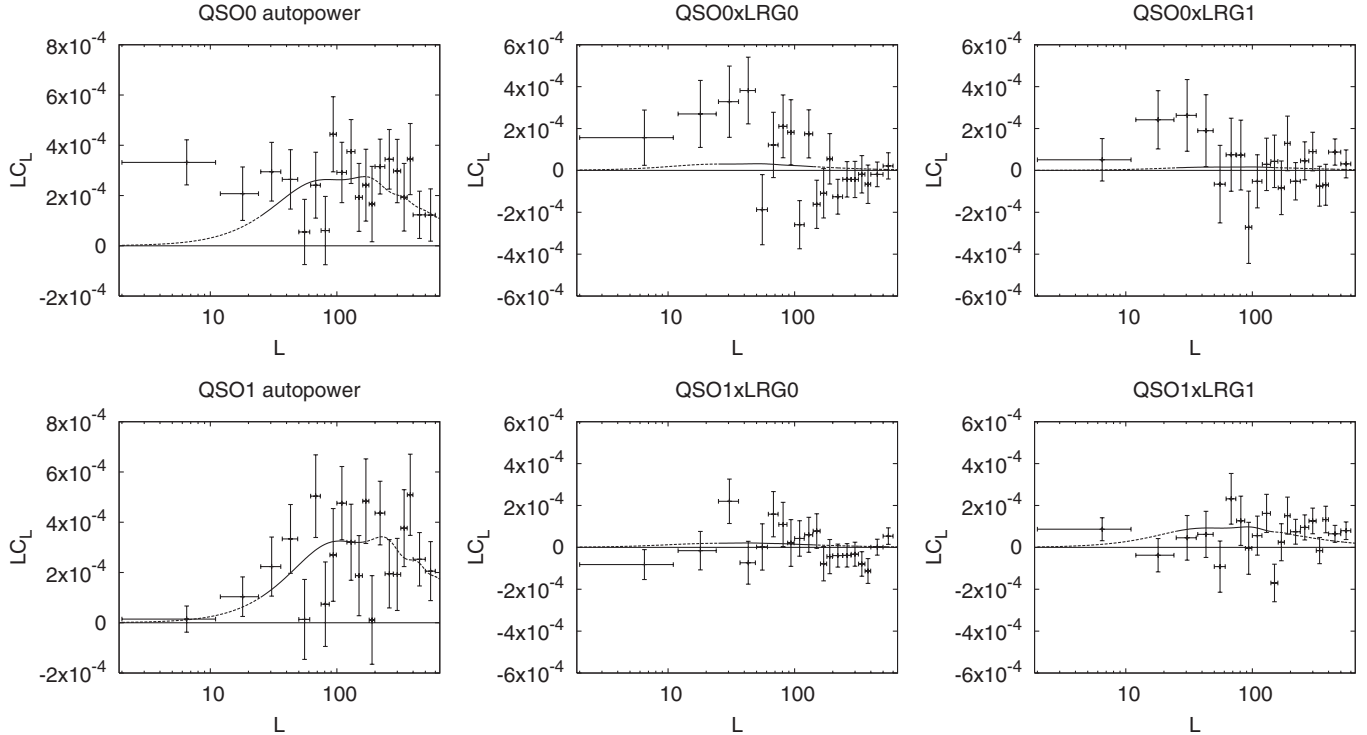 QSO0 autopower
QSO0xLRG0
QSO0xLRG1
8x10^-4
6x10^-4
4x10^-4
2x10^-4
0
-2x10^-4
LC_L
10
100
L
6x10^-4
4x10^-4
2x10^-4
0
-2x10^-4
-4x10^-4
-6x10^-4
LC_L
10
100
L
6x10^-4
4x10^-4
2x10^-4
0
-2x10^-4
-4x10^-4
-6x10^-4
LC_L
10
100
L
QSO1 autopower
QSO1xLRG0
QSO1xLRG1
8x10^-4
6x10^-4
4x10^-4
2x10^-4
0
-2x10^-4
LC_L
10
100
L
6x10^-4
4x10^-4
2x10^-4
0
-2x10^-4
-4x10^-4
-6x10^-4
LC_L
10
100
L
6x10^-4
4x10^-4
2x10^-4
0
-2x10^-4
-4x10^-4
-6x10^-4
LC_L
10
100
L